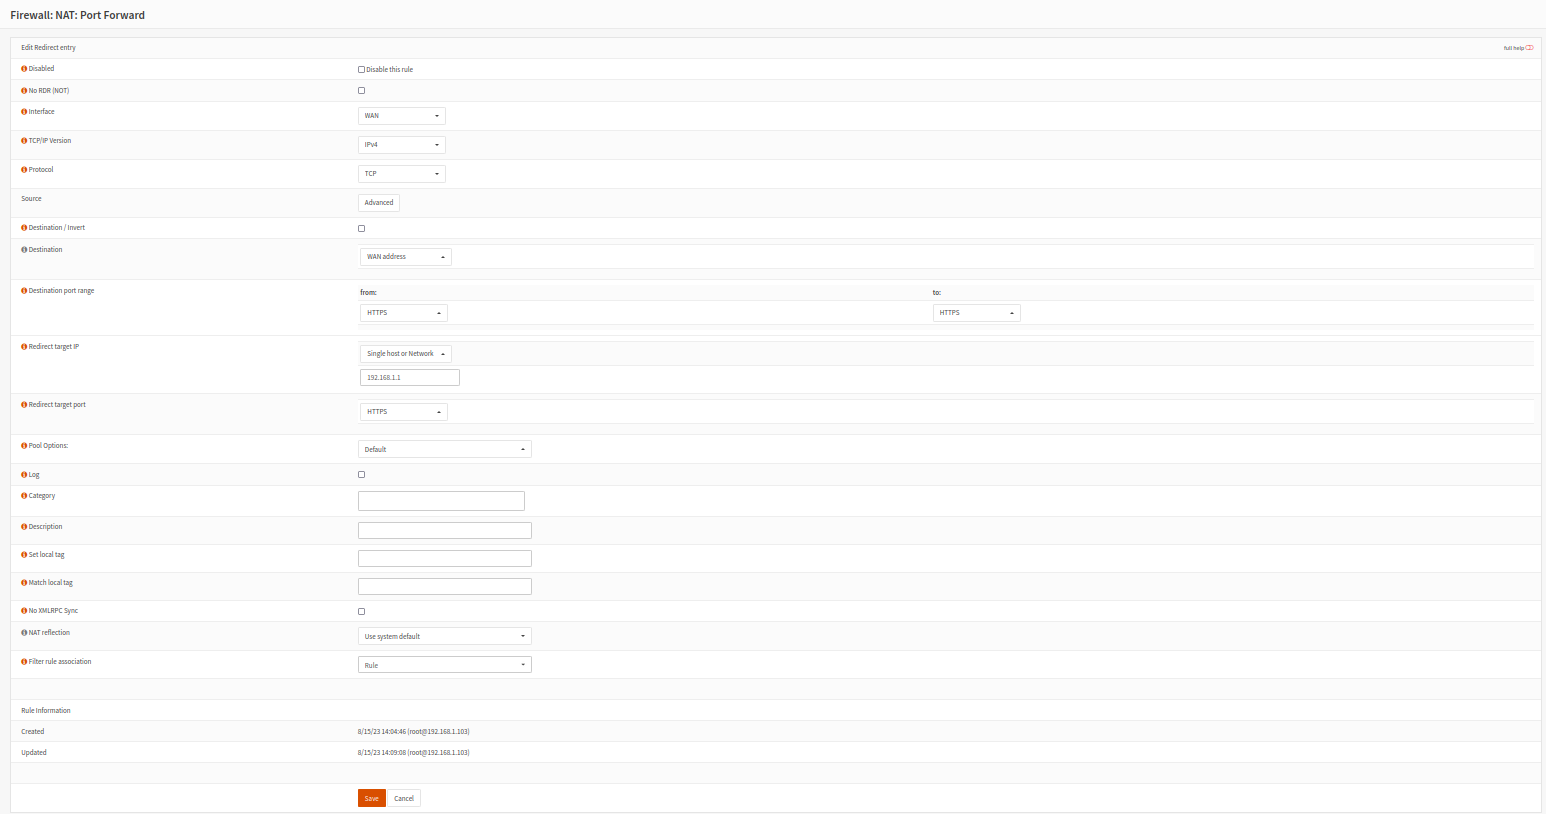 Firewall: NAT: Port Forward
Edit Redirect entry full help
Disabled Disable this rule
No RDR (NOT)
Interface WAN
TCP/IP Version IPv4
Protocol TCP
Source Advanced
Destination / Invert
Destination WAN address
Destination port range from: to:
HTTPS HTTPS
Redirect target IP Single host or Network
192.168.1.1
Redirect target port HTTPS
Pool Options: Default
Log
Category
Description
Set local tag
Match local tag
No XMLRPC Sync
NAT reflection Use system default
Filter rule association Rule
Rule Information
Created 8/15/23 14:04:46 (root@192.168.1.103)
Updated 8/15/23 14:09:08 (root@192.168.1.103)
Save Cancel